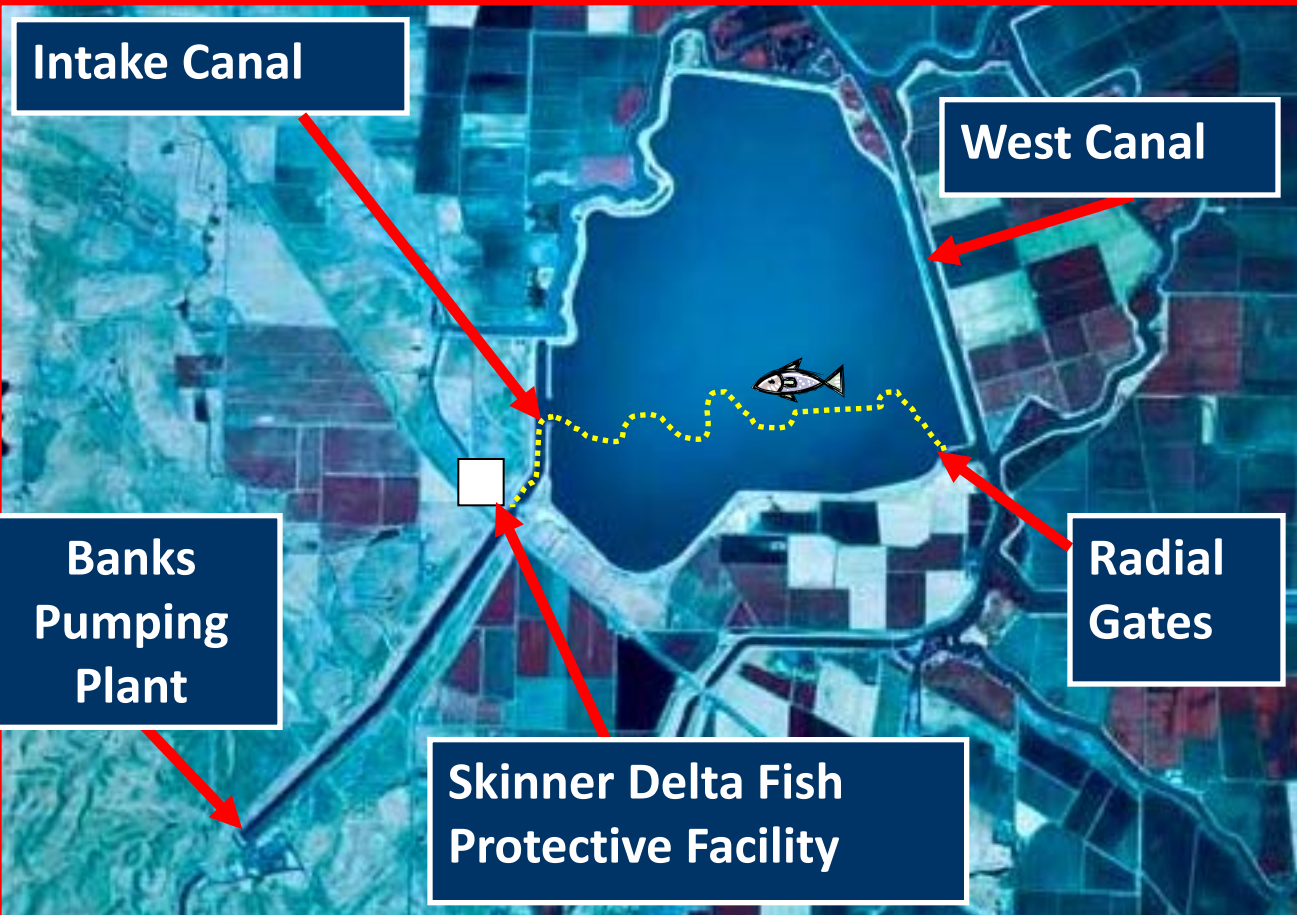 Intake Canal
West Canal
Banks
Pumping
Plant
Radial
Gates
Skinner Delta Fish
Protective Facility